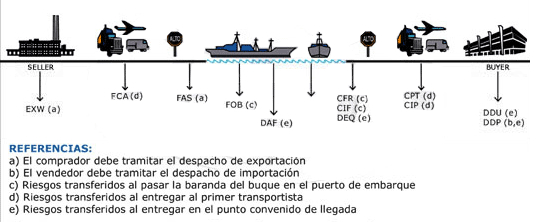 ALTO
ALTO
SELLER
BUYER
EXW (a)
FCA (d)
FAS (a)
FOB (c)
DAF (e)
CFR (c)
CIF (c)
DEQ (e)
CPT (d)
CIP (d)
DDU (e)
DDP (b,e)
REFERENCIAS:
a) El comprador debe tramitar el despacho de exportación
b) El vendedor debe tramitar el despacho de importación
c) Riesgos transferidos al pasar la baranda del buque en el puerto de embarque
d) Riesgos transferidos al entregar al primer transportista
e) Riesgos transferidos al entregar en el punto convenido de llegada